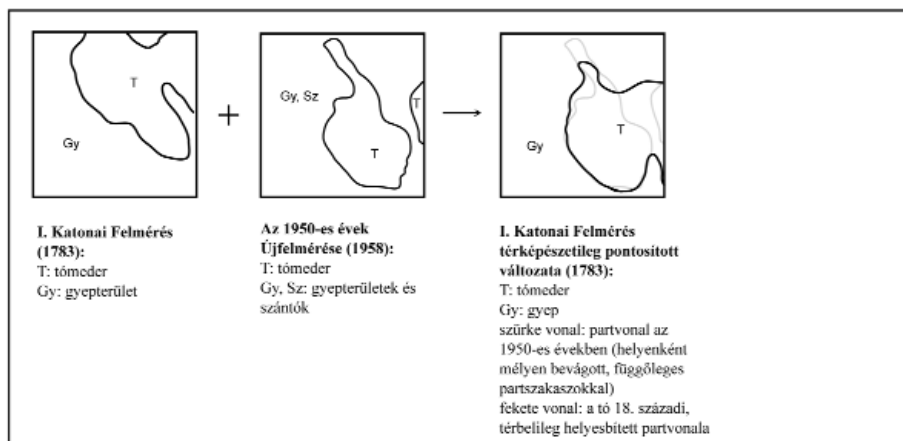 T
Gy
+
Gy, Sz
T
T
→
T
Gy
I. Katonai Felmérés
(1783):
T: tómeder
Gy: gyepterület
Az 1950-es évek
Újfelmérése (1958):
T: tómeder
Gy, Sz: gyepterületek és
szántók
I. Katonai Felmérés
térképészetileg pontosított
változata (1783):
T: tómeder
Gy: gyep
szürke vonal: partvonal az
1950-es években (helyenként
mélyen bevágott, függőleges
partszakaszokkal)
fekete vonal: a tó 18. századi,
térbelileg helyesbített partvonala